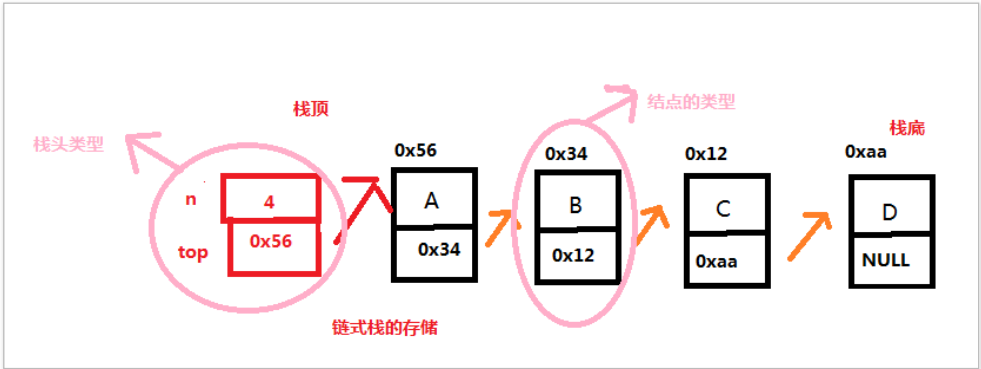 栈顶
结点的类型
栈底
栈头类型
0x56
0x34
0x12
0xaa
n
4
A
B
C
D
top
0x56
0x34
0x12
0xaa
NULL
链式栈的存储